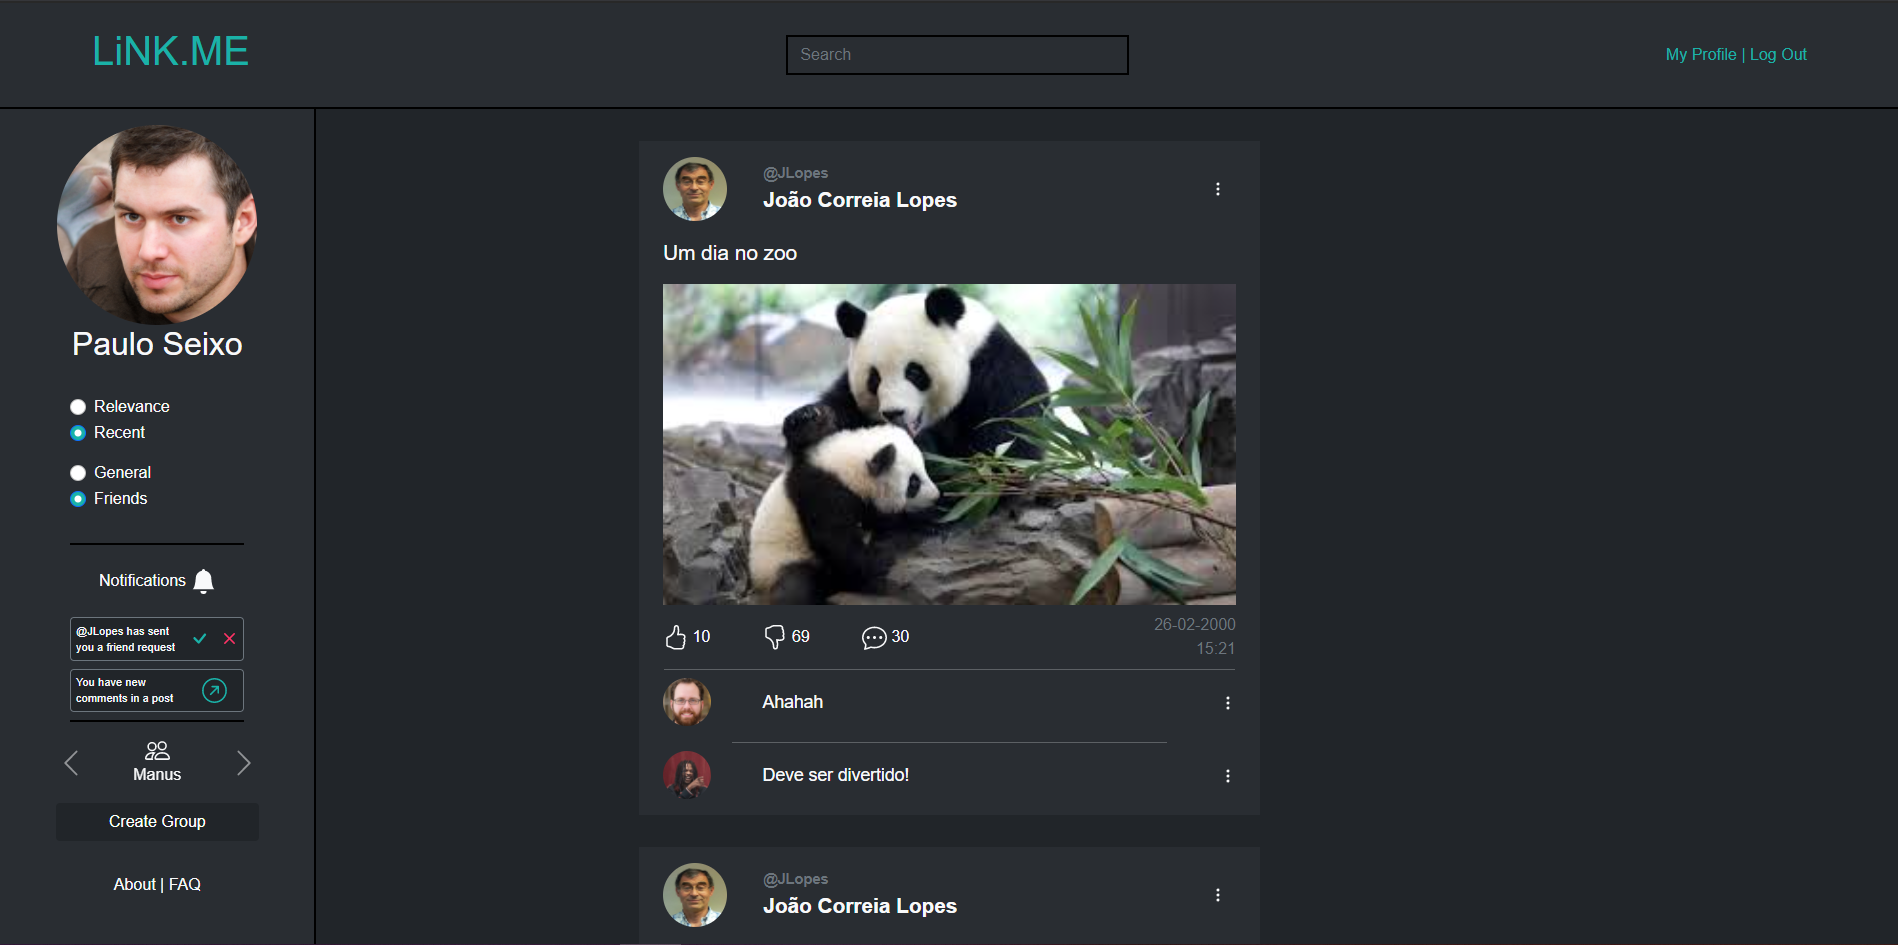 LiNK.ME
Search
My Profile | Log Out
Paulo Seixo
Relevance
Recent
General
Friends
Notifications
@JLopes has sent
you a friend request
You have new
comments in a post
Manus
Create Group
About | FAQ
@JLopes
João Correia Lopes
Um dia no zoo
10
69
30
26-02-2000
15:21
Ahahah
Deve ser divertido!
@JLopes
João Correia Lopes